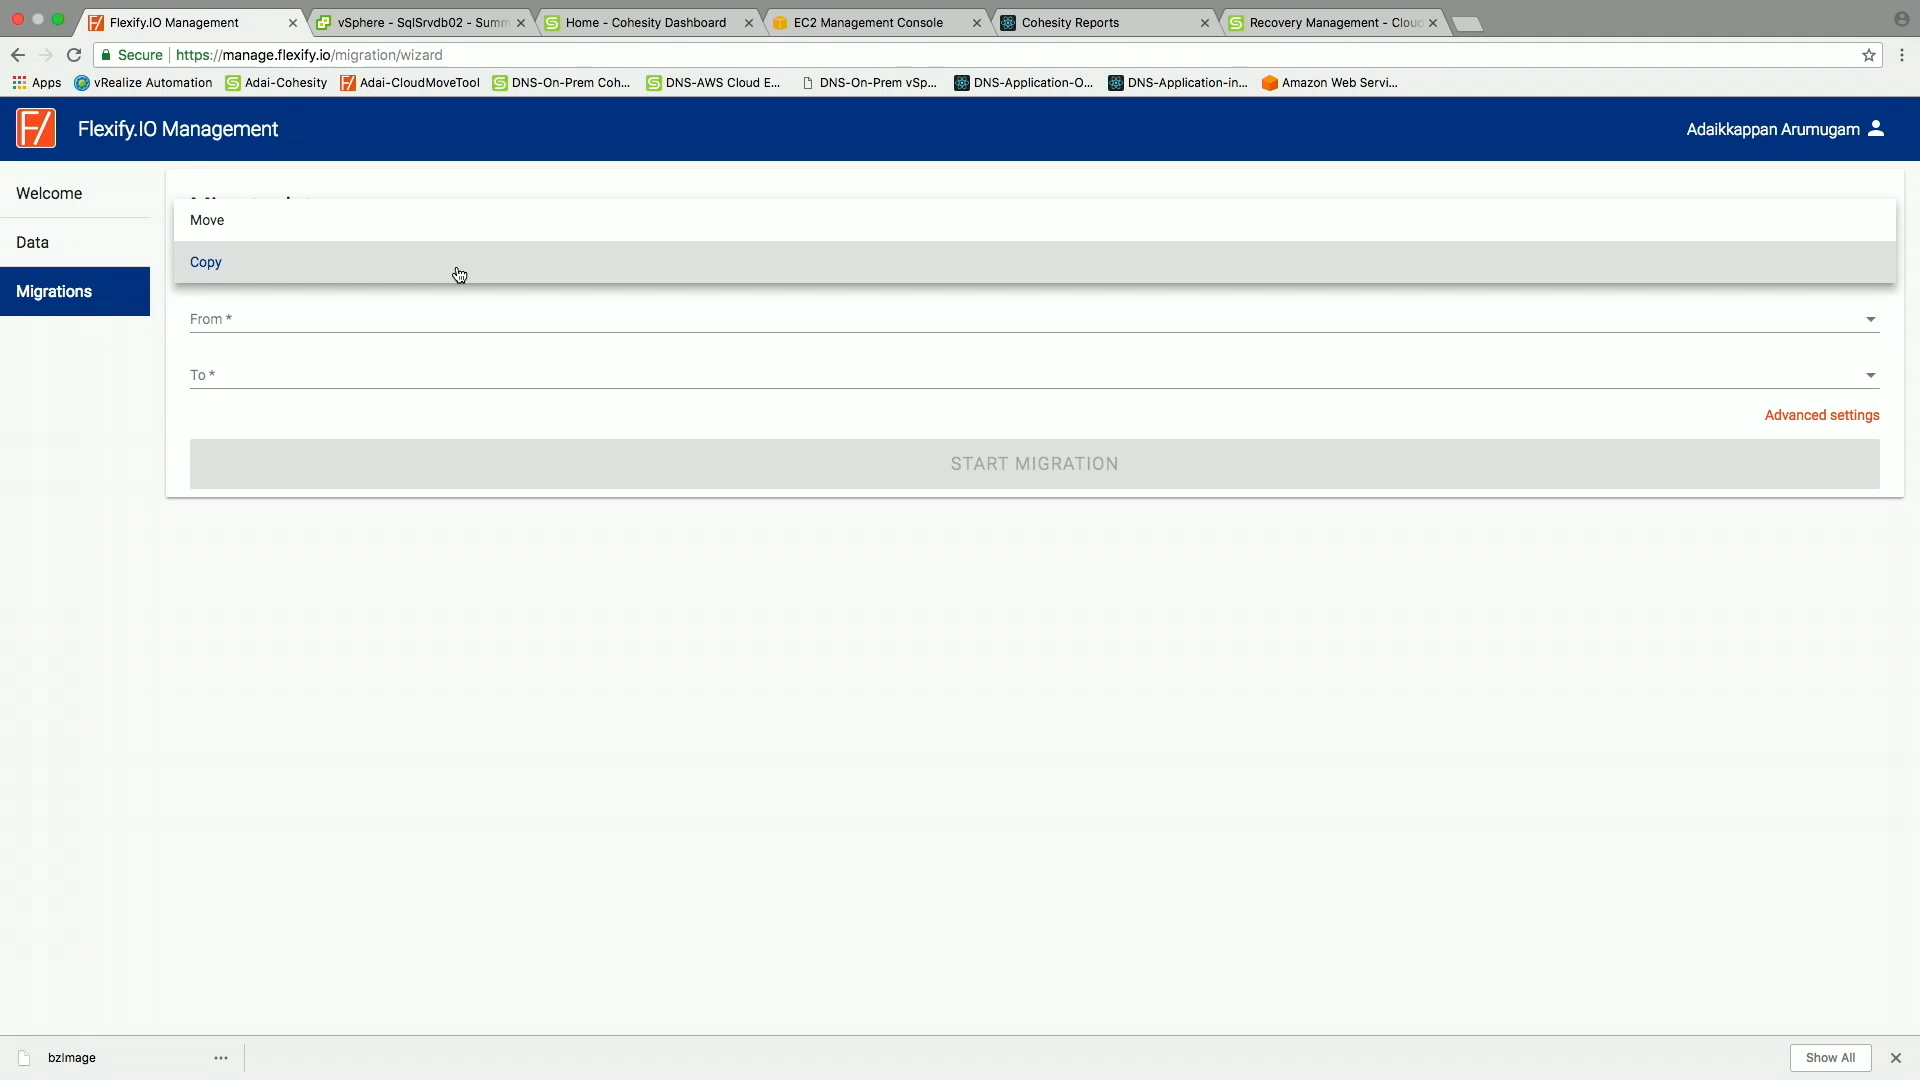 Flexify.IO Management
vSphere - SqlSrvdb02 - Summ
Home - Cohesity Dashboard
EC2 Management Console
Cohesity Reports
Recovery Management - Clou
Secure https://manage.flexify.io/migration/wizard
Apps vRealize Automation Adai-Cohesity Adai-CloudMoveTool DNS-On-Prem Coh... DNS-AWS Cloud E... DNS-On-Prem vSp... DNS-Application-O... DNS-Application-in... Amazon Web Servi...
F/ Flexify.IO Management
Adaikkappan Arumugam
Welcome
Data
Migrations
Move
Copy
From *
To *
Advanced settings
START MIGRATION
bzImage
Show All